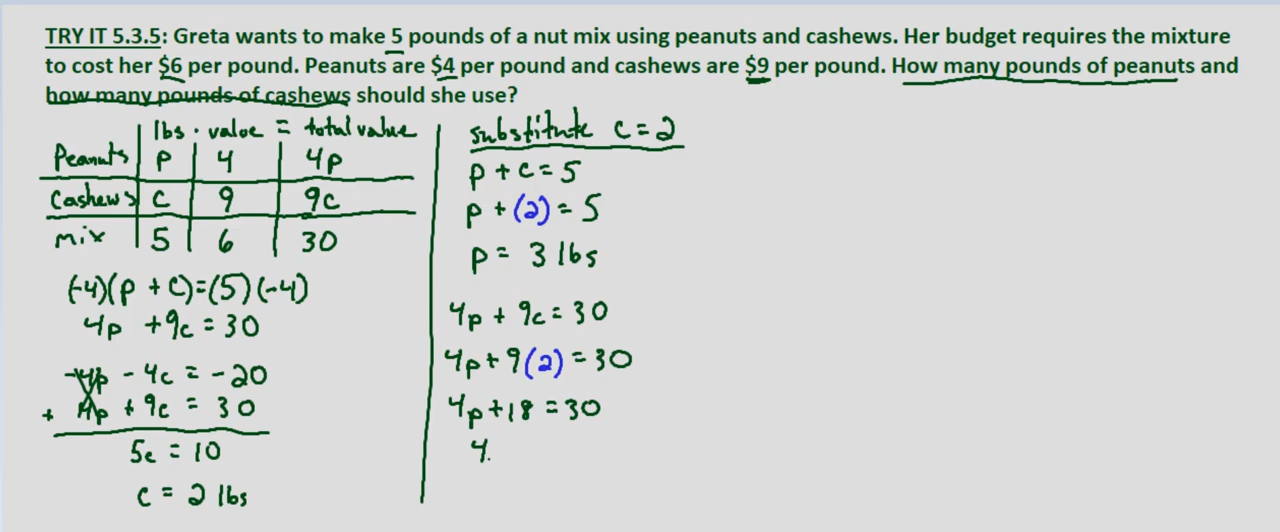 TRY IT 5.3.5: Greta wants to make 5 pounds of a nut mix using peanuts and cashews. Her budget requires the mixture
to cost her $6 per pound. Peanuts are $4 per pound and cashews are $9 per pound. How many pounds of peanuts and
how many pounds of cashews should she use?
lbs · value = total value
Peanuts P 4 4p
Cashews C 9 9c
mix 5 6 30
(-4)(p + c)=(5)(-4)
4p + 9c = 30
-4p - 4c = -20
+ 4p + 9c = 30
5c = 10
c = 2 lbs
substitute c = 2
p + c = 5
p + (2) = 5
p = 3 lbs
4p + 9c = 30
4p + 9(2) = 30
4p + 18 = 30
4